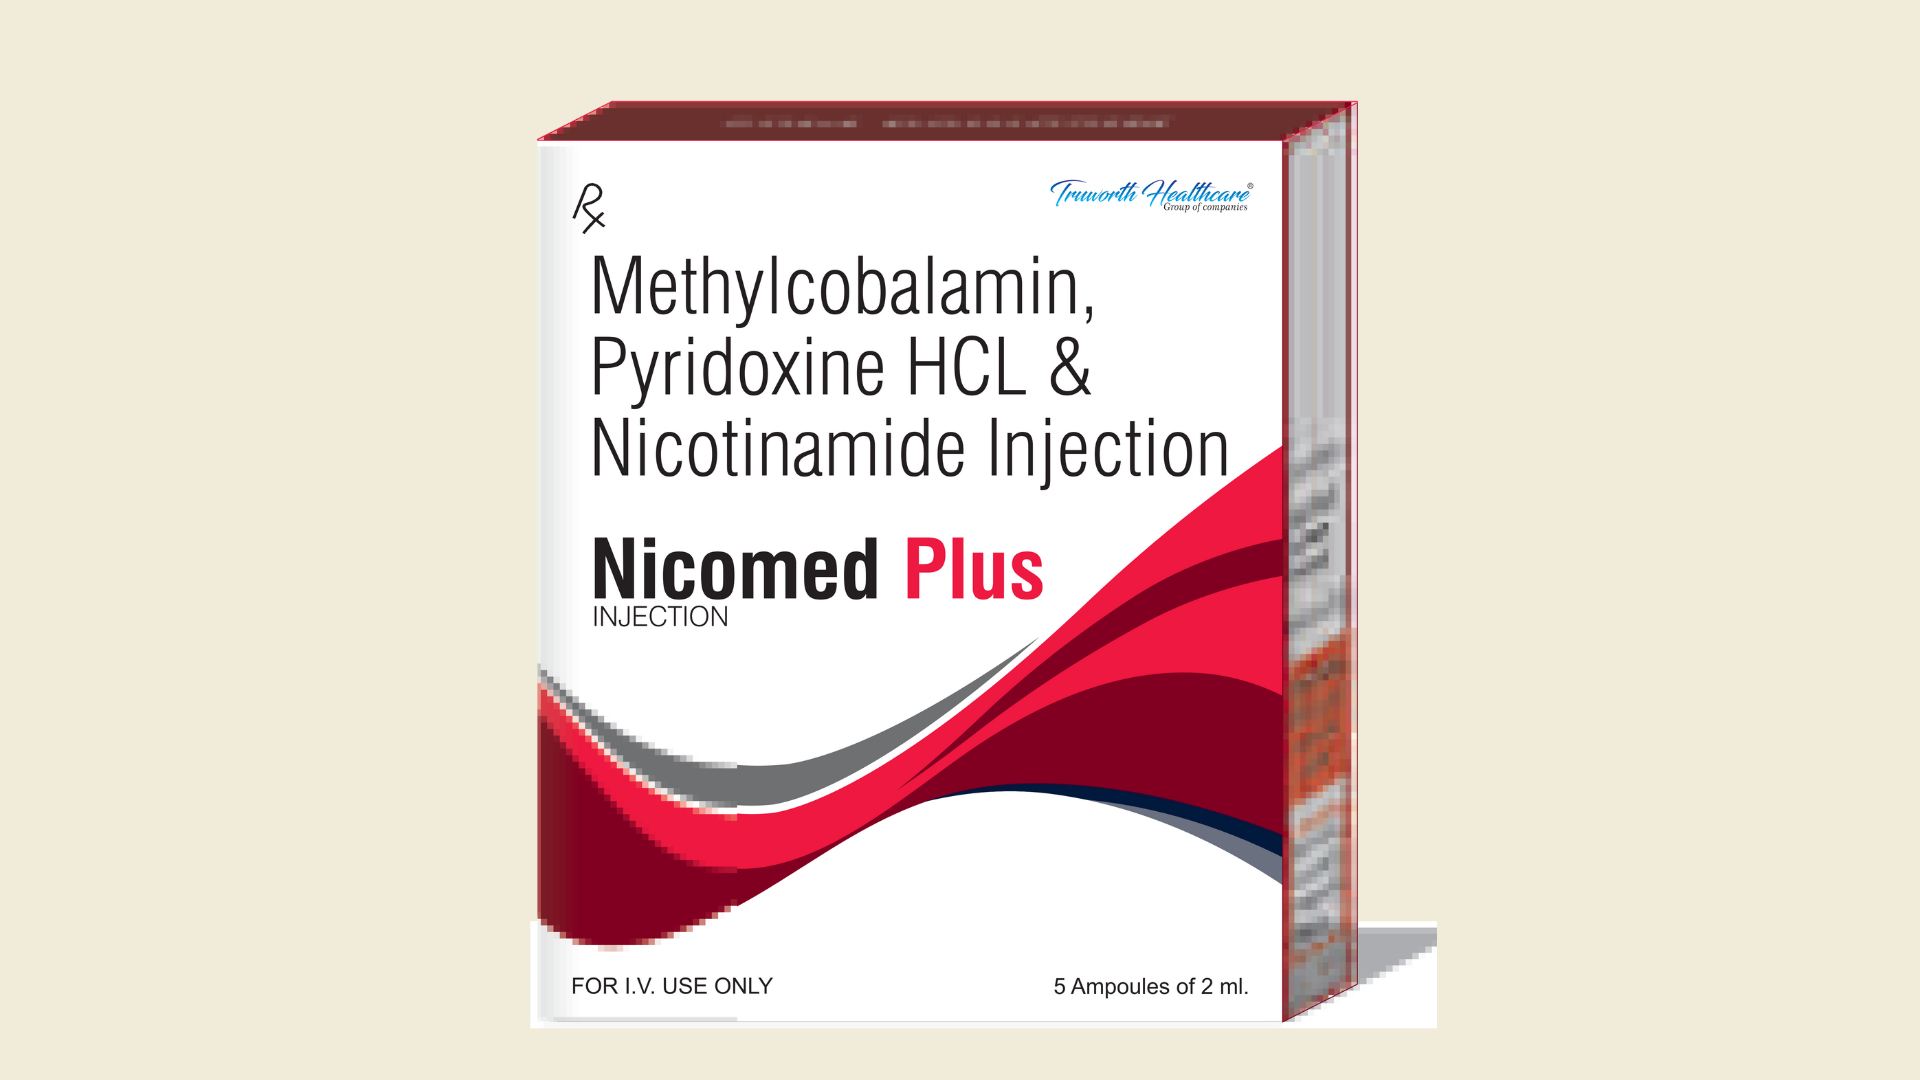 Rx
Truworth Healthcare®
Group of companies
Methylcobalamin,
Pyridoxine HCL &
Nicotinamide Injection
Nicomed Plus
INJECTION
FOR I.V. USE ONLY
5 Ampoules of 2 ml.